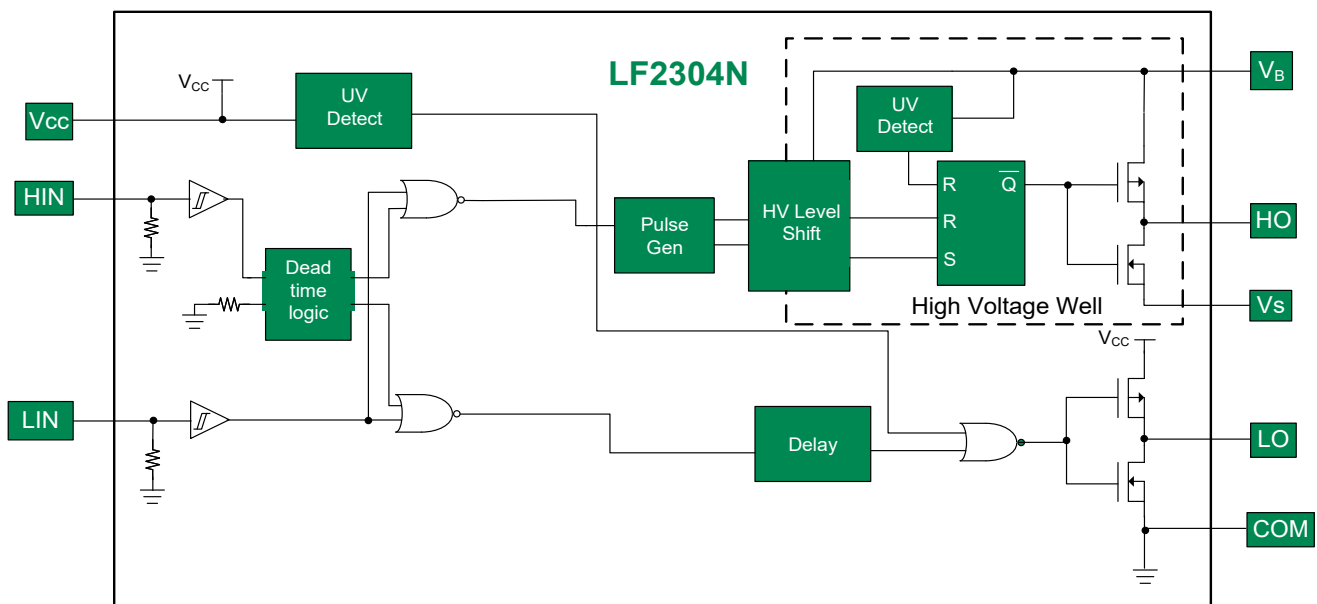 LF2304N
VCC
UV
Detect
VB
Vcc
UV
Detect
HIN
R
Q̅
HV Level
Shift
Pulse
Gen
R
HO
S
Dead
time
logic
High Voltage Well
Vs
VCC
LIN
Delay
LO
COM